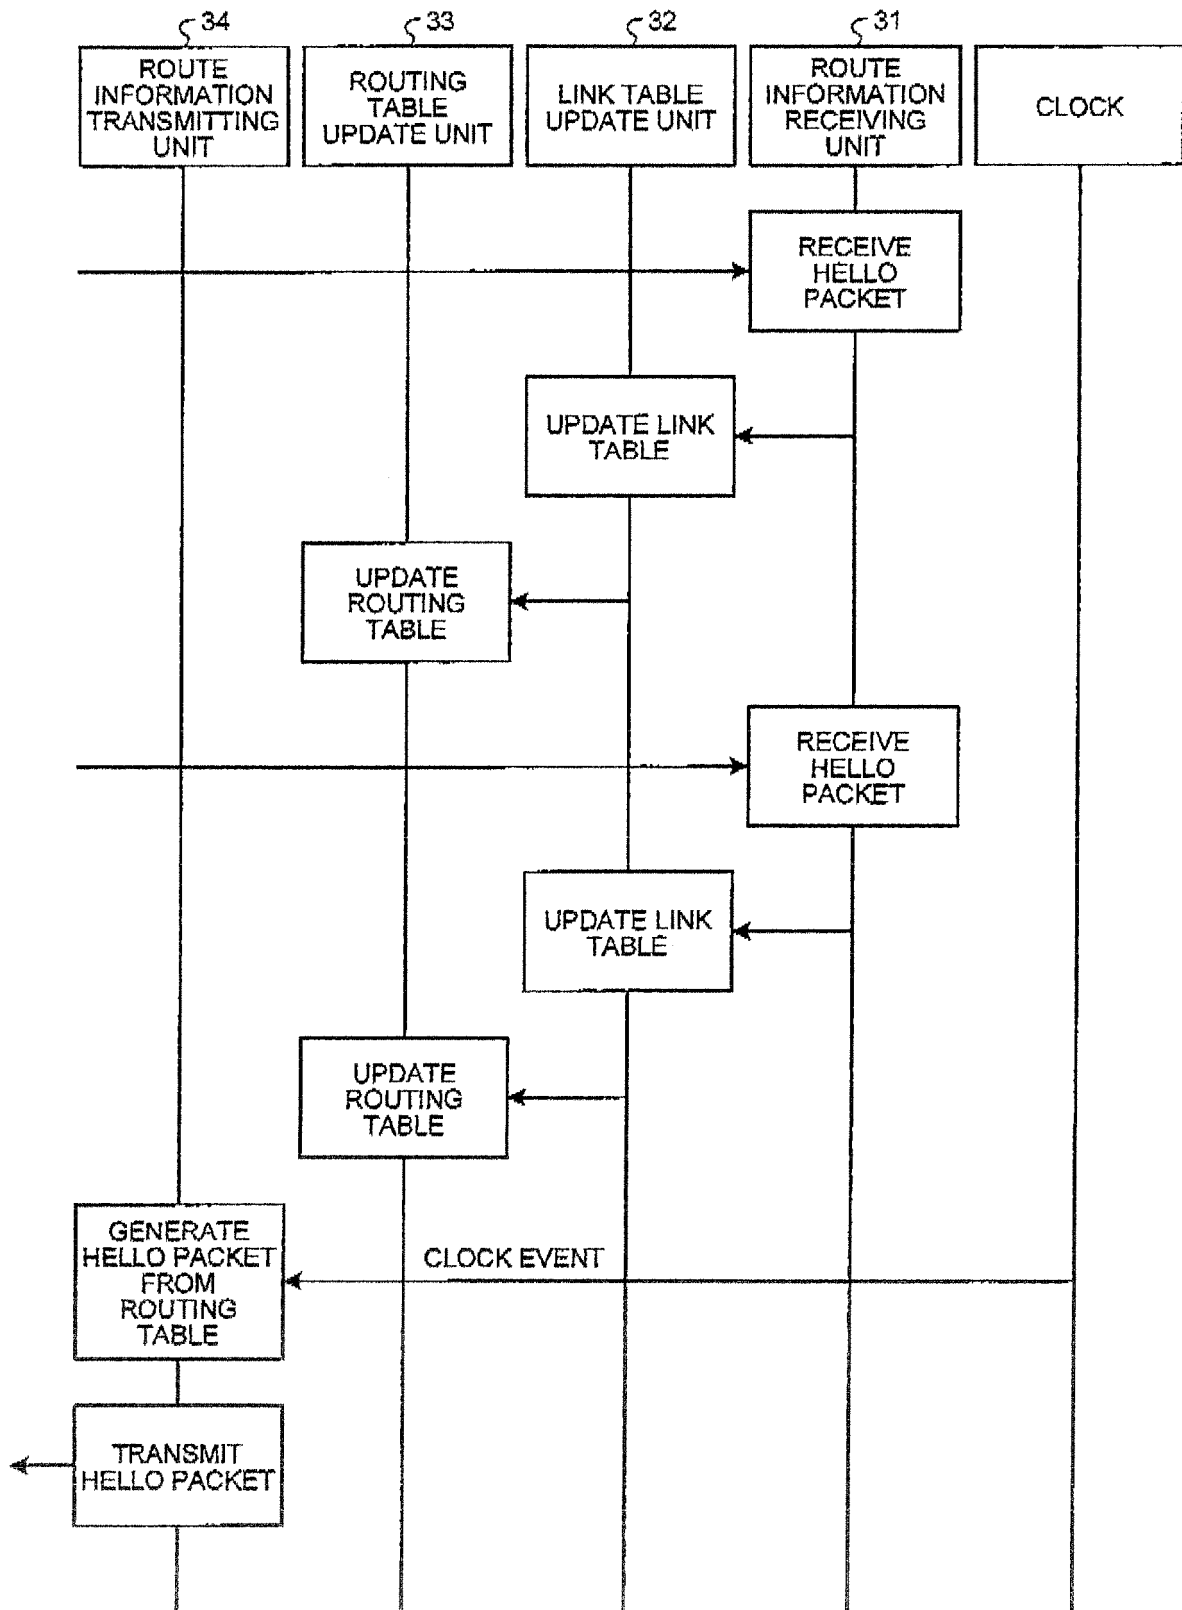 34
33
32
31
ROUTE
INFORMATION
TRANSMITTING
UNIT
ROUTING
TABLE
UPDATE UNIT
LINK TABLE
UPDATE UNIT
ROUTE
INFORMATION
RECEIVING
UNIT
CLOCK
RECEIVE
HELLO
PACKET
UPDATE LINK
TABLE
UPDATE
ROUTING
TABLE
RECEIVE
HELLO
PACKET
UPDATE LINK
TABLE
UPDATE
ROUTING
TABLE
GENERATE
HELLO PACKET
FROM
ROUTING
TABLE
CLOCK EVENT
TRANSMIT
HELLO PACKET